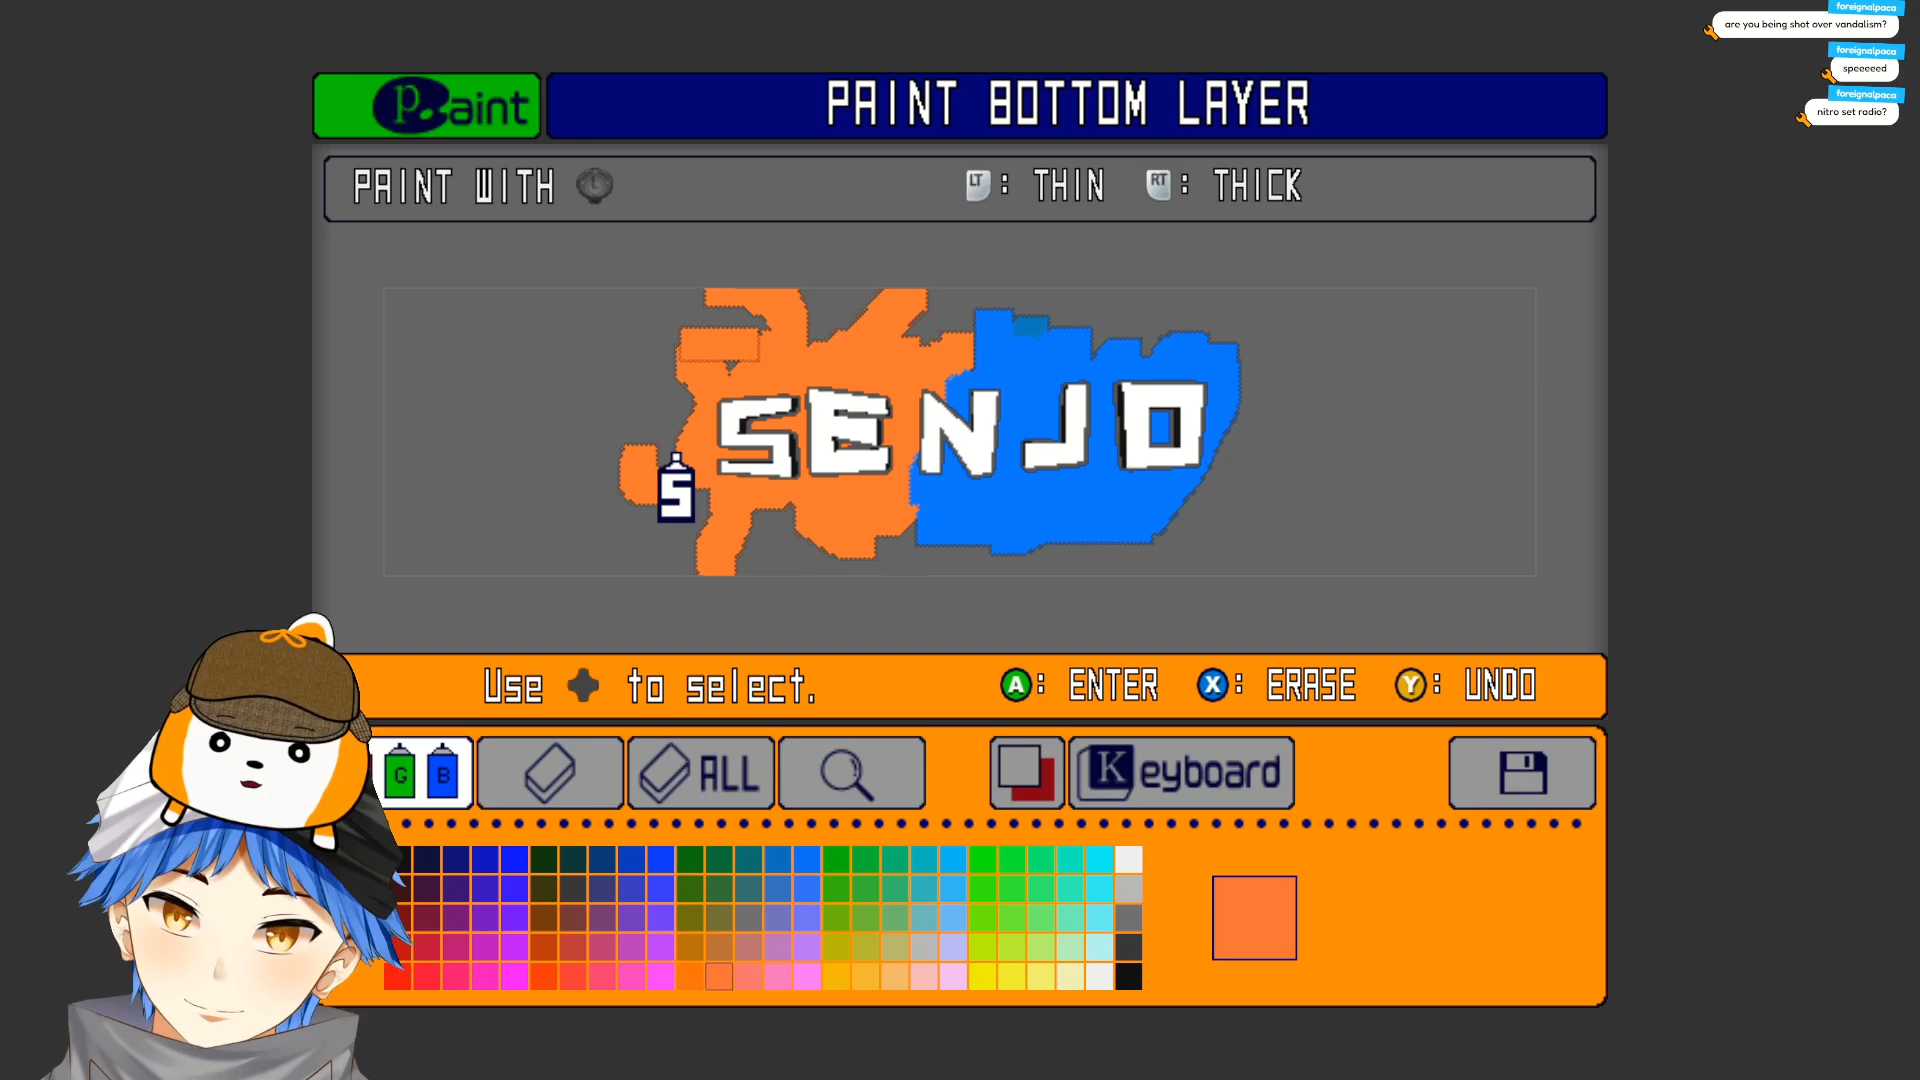 foreignalpaca
are you being shot over vandalism?
foreignalpaca
speeeeed
foreignalpaca
nitro set radio?
Paint
PAINT BOTTOM LAYER
PAINT WITH L
LT : THIN RT : THICK
SENJO
S
Use to select.
A : ENTER X : ERASE Y : UNDO
G B
ALL
Keyboard